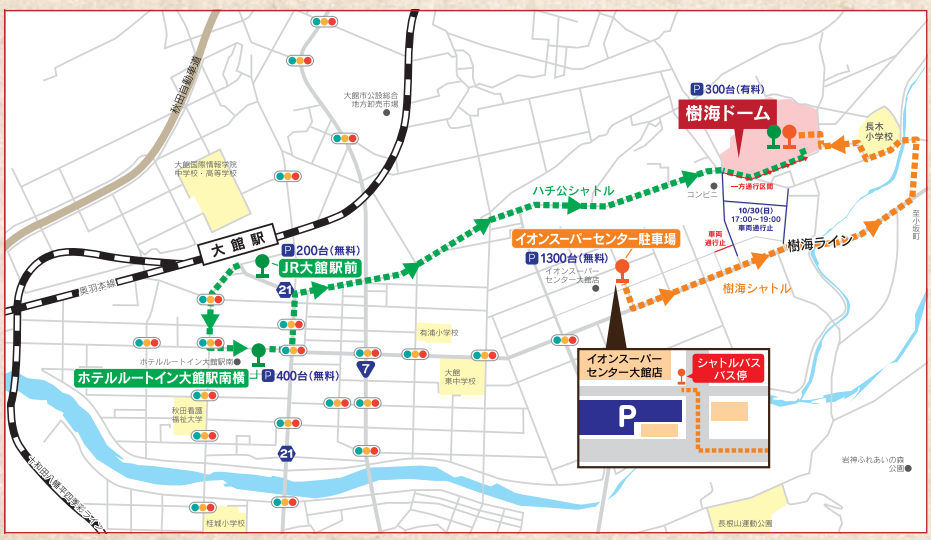 秋田自動車道
大館市公設総合
地方卸売市場
P 300台(有料)
樹海ドーム
長木
小学校
大館国際情報学院
中学校・高等学校
ハチ公シャトル
コンビニ
一方通行区間
10/30(日)
17:00〜19:00
車両通行止
車両
通行止
樹海ライン
至小坂町
大館駅
P 200台(無料)
JR大館駅前
イオンスーパーセンター駐車場
P 1300台(無料)
イオンスーパー
センター大館店
樹海シャトル
奥羽本線
21
有浦小学校
ホテルルートイン大館駅南
ホテルルートイン大館駅南横
P 400台(無料)
7
大館
東中学校
イオンスーパー
センター大館店
シャトルバス
バス停
P
秋田看護
福祉大学
21
十和田八幡平四季彩ライン
岩神ふれあいの森
公園
桂城小学校
長根山運動公園